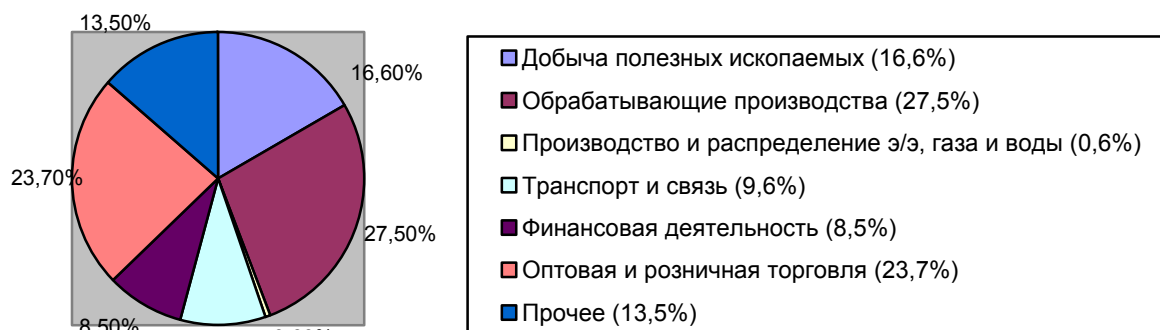 13,50%
16,60%
23,70%
27,50%
8,50%
Добыча полезных ископаемых (16,6%)
Обрабатывающие производства (27,5%)
Производство и распределение э/э, газа и воды (0,6%)
Транспорт и связь (9,6%)
Финансовая деятельность (8,5%)
Оптовая и розничная торговля (23,7%)
Прочее (13,5%)